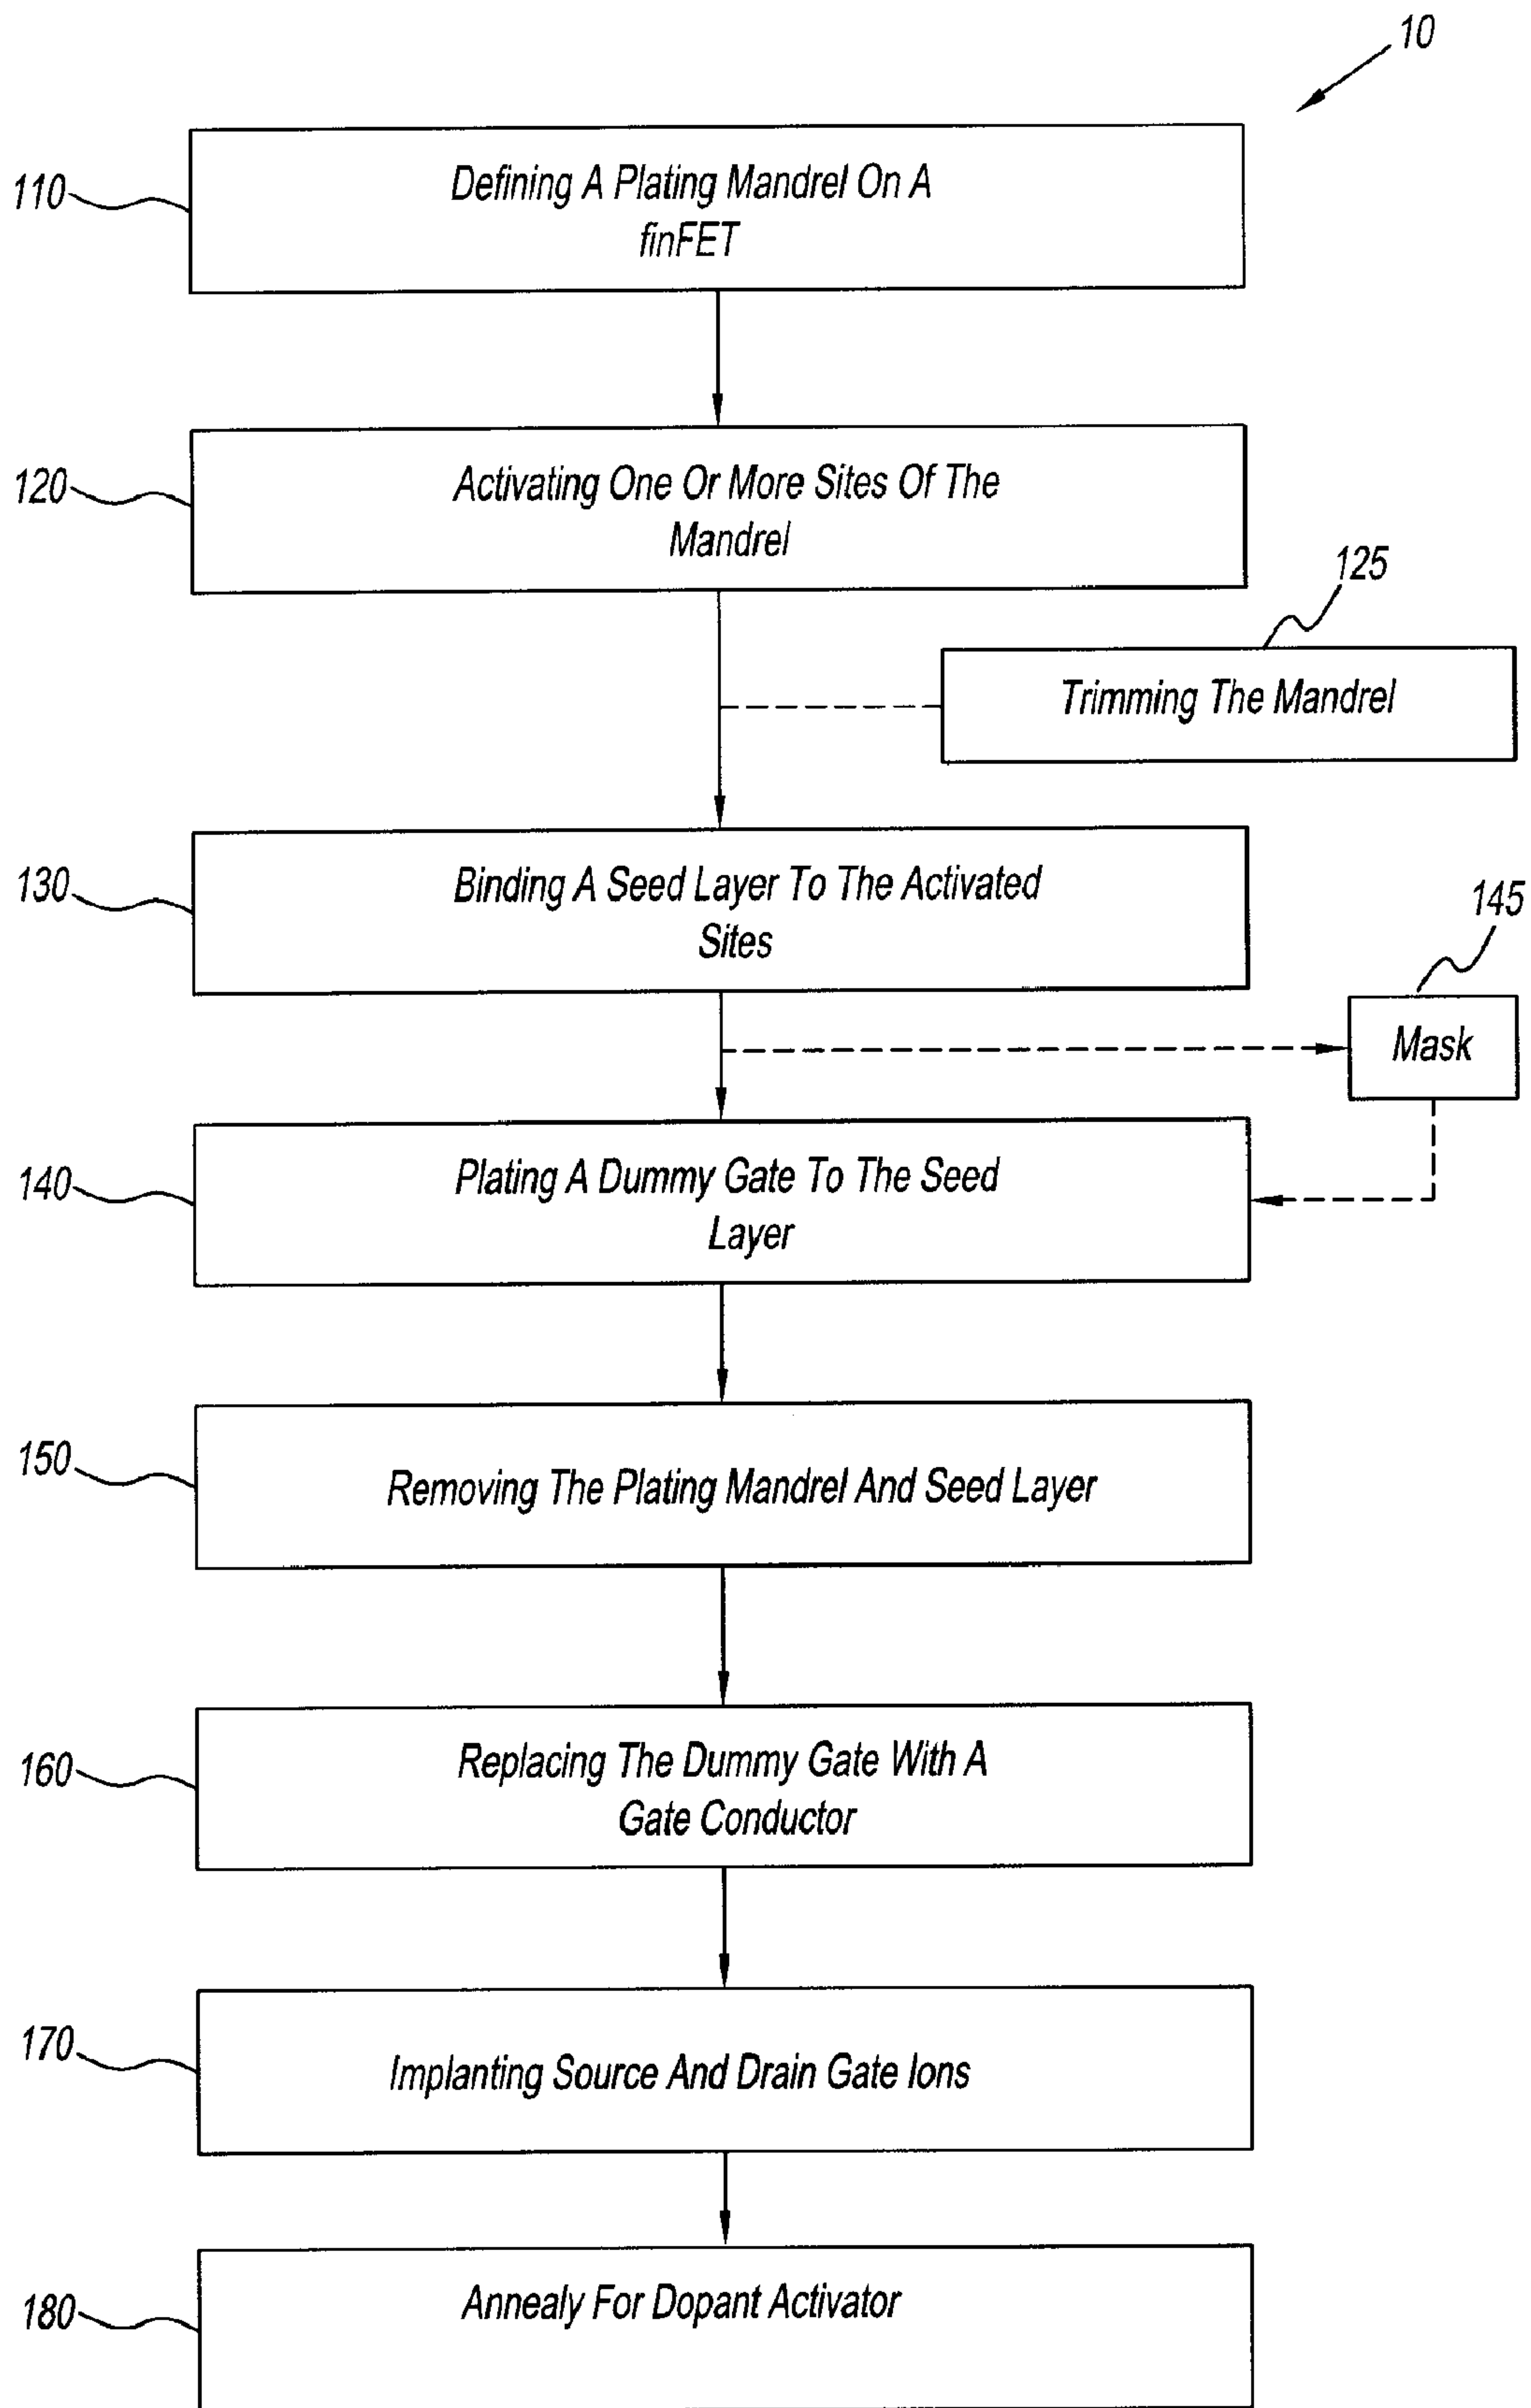 10
110
Defining A Plating Mandrel On A
finFET
120
Activating One Or More Sites Of The
Mandrel
125
Trimming The Mandrel
130
Binding A Seed Layer To The Activated
Sites
145
Mask
140
Plating A Dummy Gate To The Seed
Layer
150
Removing The Plating Mandrel And Seed Layer
160
Replacing The Dummy Gate With A
Gate Conductor
170
Implanting Source And Drain Gate Ions
180
Annealy For Dopant Activator